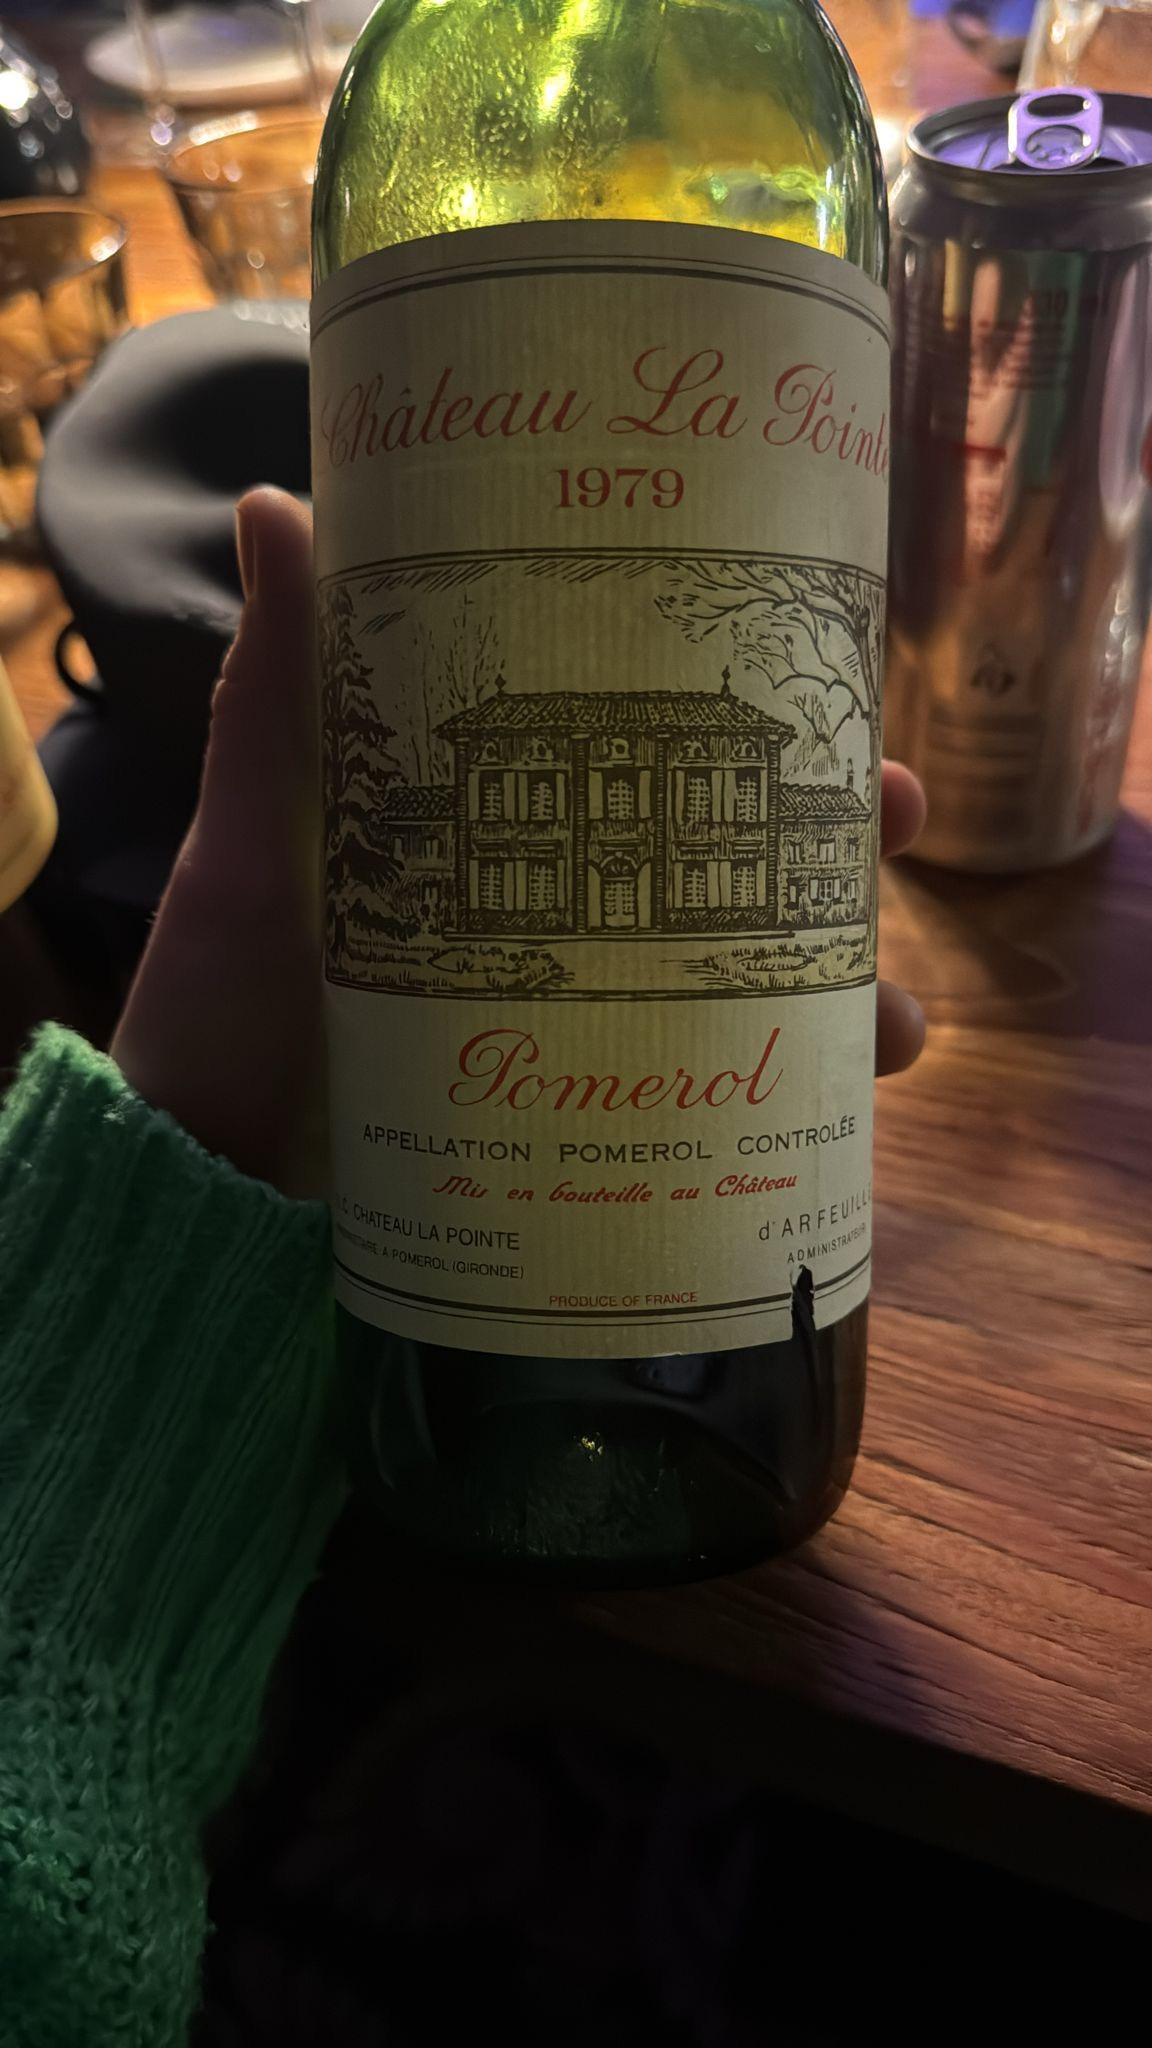 Château La Pointe
1979
Pomerol
APPELLATION POMEROL CONTROLÉE
Mis en bouteille au Château
CHATEAU LA POINTE
A POMEROL (GIRONDE)
d'ARFEUILLE
ADMINISTRATEUR
PRODUCE OF FRANCE